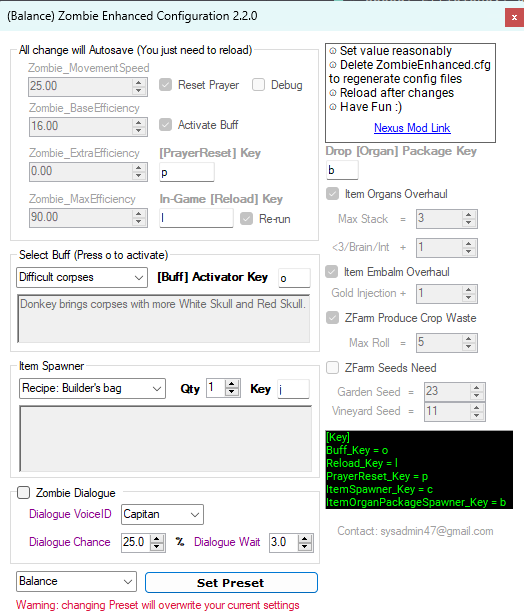 (Balance) Zombie Enhanced Configuration 2.2.0
x
All change will Autosave (You just need to reload)
Zombie_MovementSpeed
25.00
Reset Prayer
Debug
Zombie_BaseEfficiency
16.00
Activate Buff
Zombie_ExtraEfficiency
[PrayerReset] Key
0.00
p
Zombie_MaxEfficiency
In-Game [Reload] Key
90.00
l
Re-run
Set value reasonably
Delete ZombieEnhanced.cfg
to regenerate config files
Reload after changes
Have Fun :)
Nexus Mod Link
Drop [Organ] Package Key
b
Item Organs Overhaul
Max Stack =
3
<3/Brain/Int +
1
Item Embalm Overhaul
Gold Injection +
1
ZFarm Produce Crop Waste
Max Roll =
5
ZFarm Seeds Need
Garden Seed =
23
Vineyard Seed =
11
Select Buff (Press o to activate)
Difficult corpses
[Buff] Activator Key
o
Donkey brings corpses with more White Skull and Red Skull.
Item Spawner
Recipe: Builder's bag
Qty
1
Key
j
[Key]
Buff_Key = o
Reload_Key = l
PrayerReset_Key = p
ItemSpawner_Key = c
ItemOrganPackageSpawner_Key = b
Zombie Dialogue
Dialogue VoiceID
Capitan
Dialogue Chance
25.0
%
Dialogue Wait
3.0
Contact: sysadmin47@gmail.com
Balance
Set Preset
Warning: changing Preset will overwrite your current settings